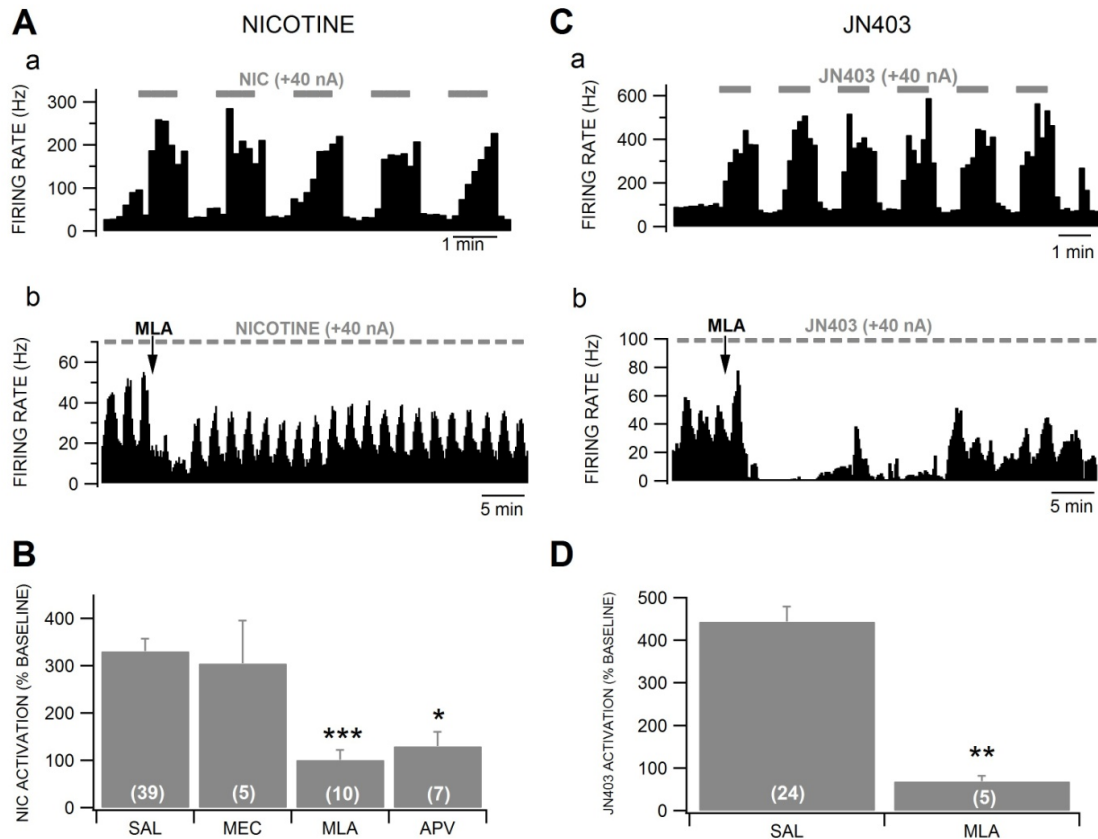 A
NICOTINE
a
NIC (+40 nA)
300
200
100
0
FIRING RATE (Hz)
1 min
b
MLA
NICOTINE (+40 nA)
60
40
20
0
FIRING RATE (Hz)
5 min
B
400
300
200
100
0
NIC ACTIVATION (% BASELINE)
***
*
(39) (5) (10) (7)
SAL MEC MLA APV
C
JN403
a
JN403 (+40 nA)
600
400
200
0
FIRING RATE (Hz)
1 min
b
MLA
JN403 (+40 nA)
100
80
60
40
20
0
FIRING RATE (Hz)
5 min
D
500
400
300
200
100
0
JN403 ACTIVATION (% BASELINE)
**
(24) (5)
SAL MLA